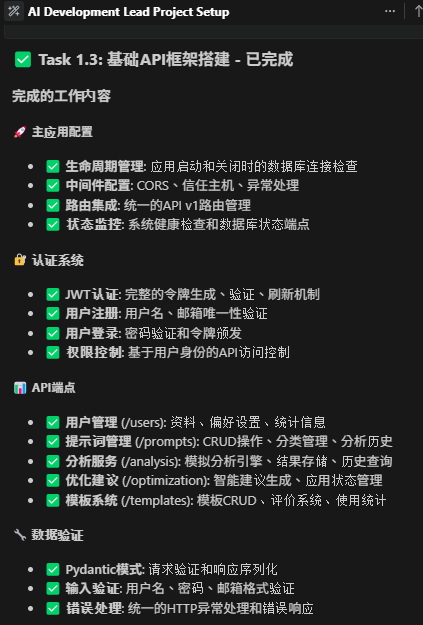 AI Development Lead Project Setup
✅ Task 1.3: 基础API框架搭建 - 已完成
完成的工作内容
🚀 主应用配置
• ✅ 生命周期管理: 应用启动和关闭时的数据库连接检查
• ✅ 中间件配置: CORS、信任主机、异常处理
• ✅ 路由集成: 统一的API v1路由管理
• ✅ 状态监控: 系统健康检查和数据库状态端点
🔐 认证系统
• ✅ JWT认证: 完整的令牌生成、验证、刷新机制
• ✅ 用户注册: 用户名、邮箱唯一性验证
• ✅ 用户登录: 密码验证和令牌颁发
• ✅ 权限控制: 基于用户身份的API访问控制
📊 API端点
• ✅ 用户管理 (/users): 资料、偏好设置、统计信息
• ✅ 提示词管理 (/prompts): CRUD操作、分类管理、分析历史
• ✅ 分析服务 (/analysis): 模拟分析引擎、结果存储、历史查询
• ✅ 优化建议 (/optimization): 智能建议生成、应用状态管理
• ✅ 模板系统 (/templates): 模板CRUD、评价系统、使用统计
🔧 数据验证
• ✅ Pydantic模式: 请求验证和响应序列化
• ✅ 输入验证: 用户名、密码、邮箱格式验证
• ✅ 错误处理: 统一的HTTP异常处理和错误响应